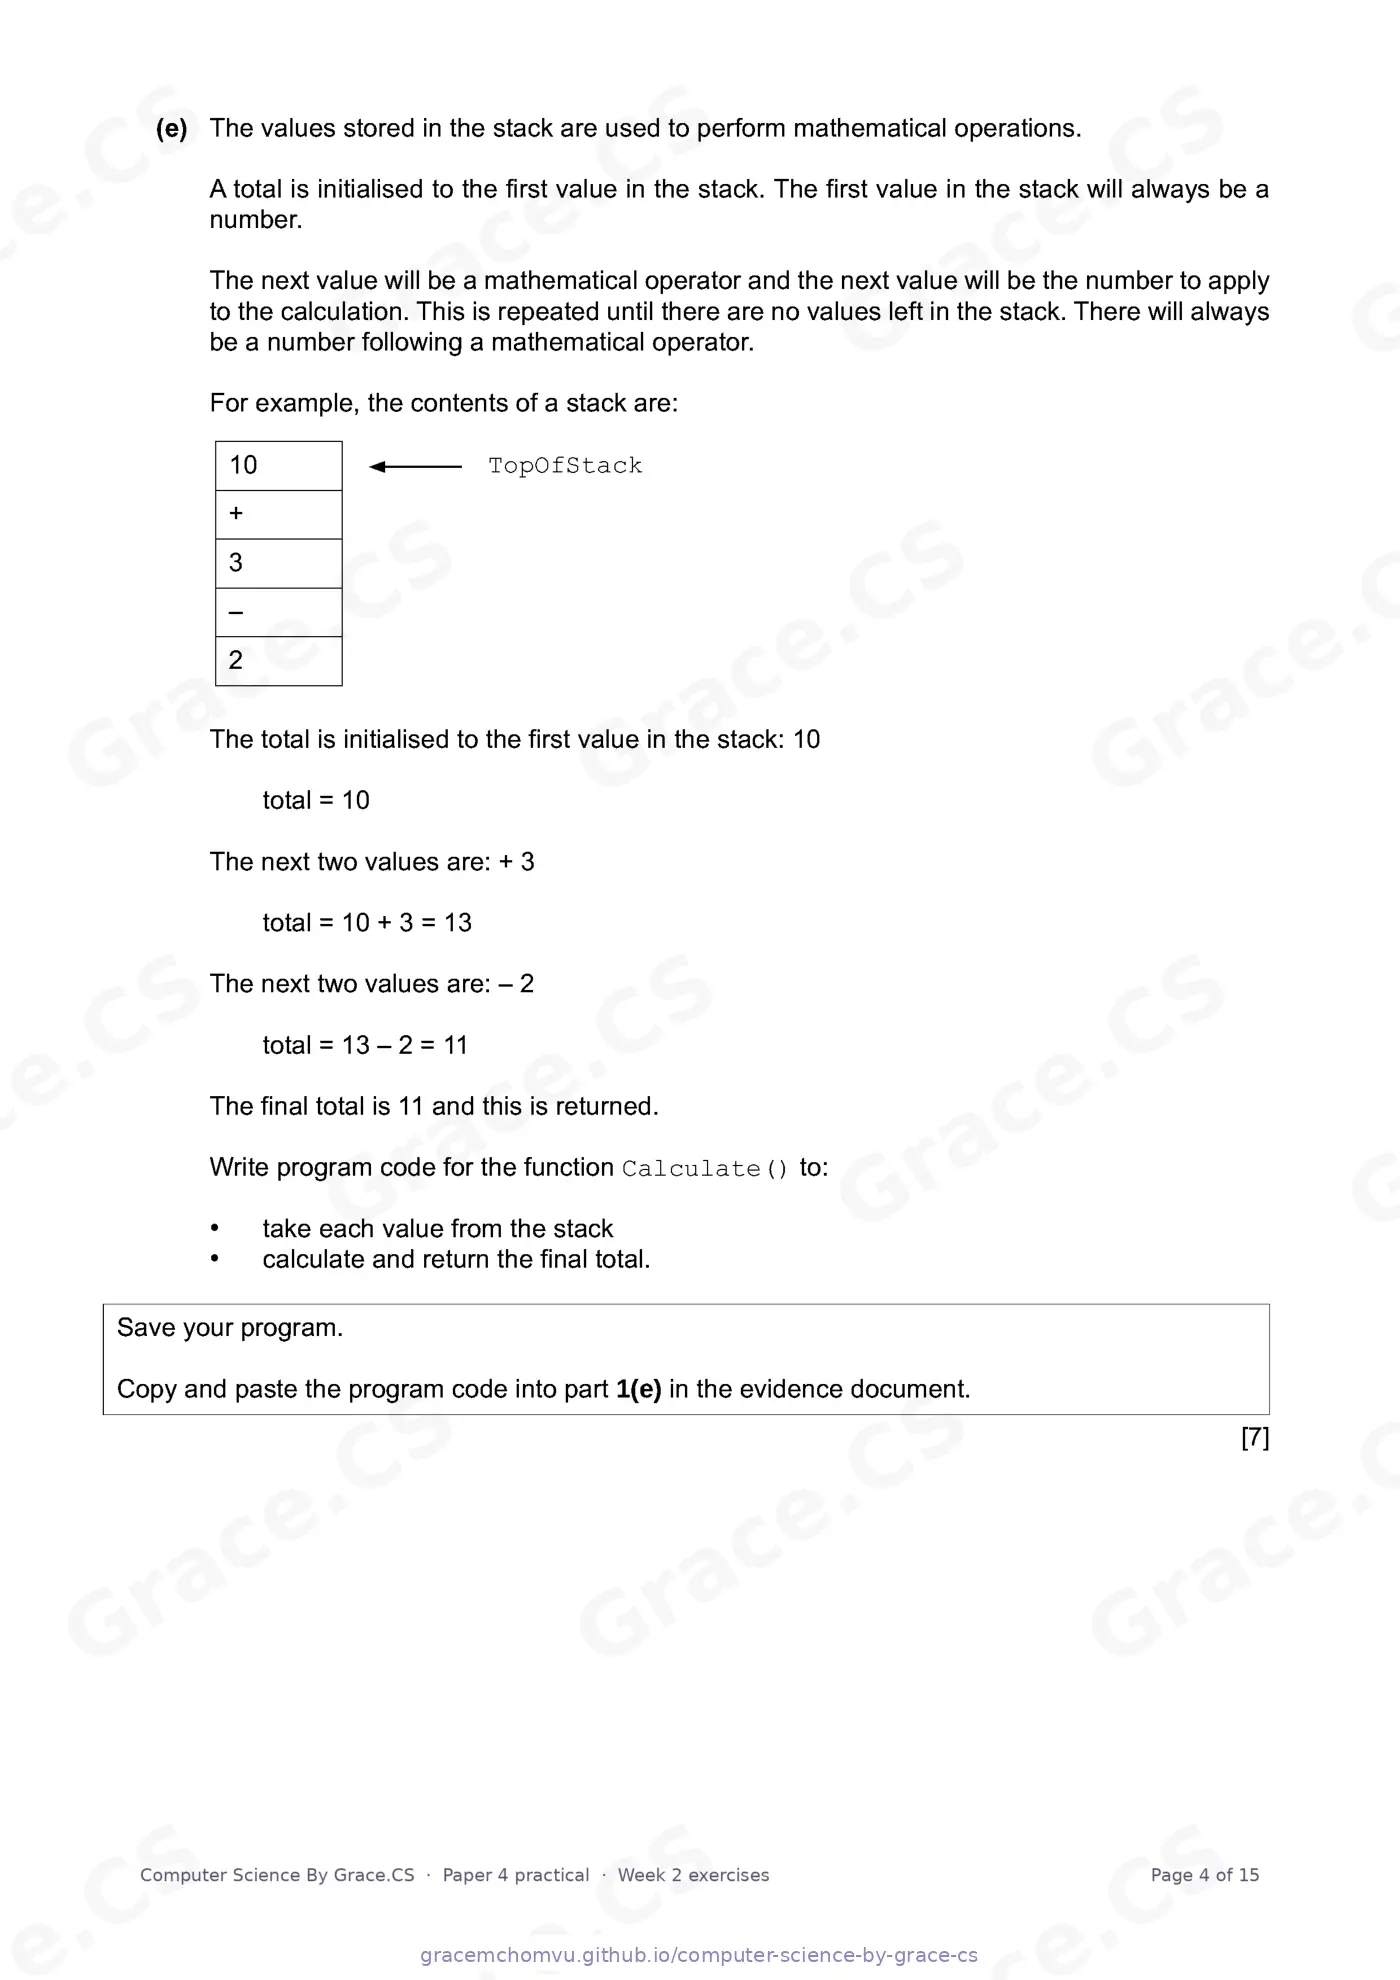 (e) The values stored in the stack are used to perform mathematical operations.
A total is initialised to the first value in the stack. The first value in the stack will always be a
number.
The next value will be a mathematical operator and the next value will be the number to apply
to the calculation. This is repeated until there are no values left in the stack. There will always
be a number following a mathematical operator.
For example, the contents of a stack are:
10 TopOfStack
+
3
–
2
The total is initialised to the first value in the stack: 10
total = 10
The next two values are: + 3
total = 10 + 3 = 13
The next two values are: – 2
total = 13 – 2 = 11
The final total is 11 and this is returned.
Write program code for the function Calculate() to:
• take each value from the stack
• calculate and return the final total.
Save your program.
Copy and paste the program code into part 1(e) in the evidence document.
[7]
Computer Science By Grace.CS · Paper 4 practical · Week 2 exercises Page 4 of 15
gracemchomvu.github.io/computer-science-by-grace-cs
Grace.CS